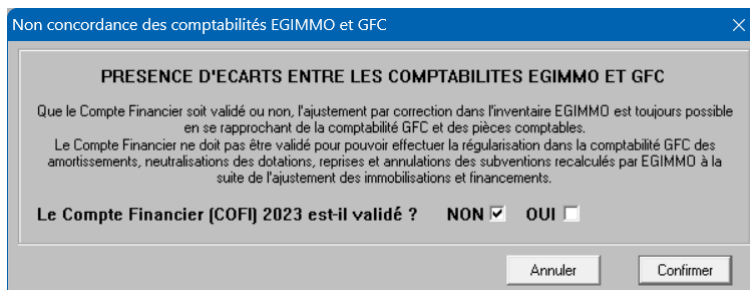 Non concordance des comptabilités EGIMMO et GFC
PRESENCE D'ECARTS ENTRE LES COMPTABILITES EGIMMO ET GFC
Que le Compte Financier soit validé ou non, l'ajustement par correction dans l'inventaire EGIMMO est toujours possible
en se rapprochant de la comptabilité GFC et des pièces comptables.
Le Compte Financier ne doit pas être validé pour pouvoir effectuer la régularisation dans la comptabilité GFC des
amortissements, neutralisations des dotations, reprises et annulations des subventions recalculés par EGIMMO à la
suite de l'ajustement des immobilisations et financements.
Le Compte Financier (COFI) 2023 est-il validé ? NON OUI
Annuler Confirmer